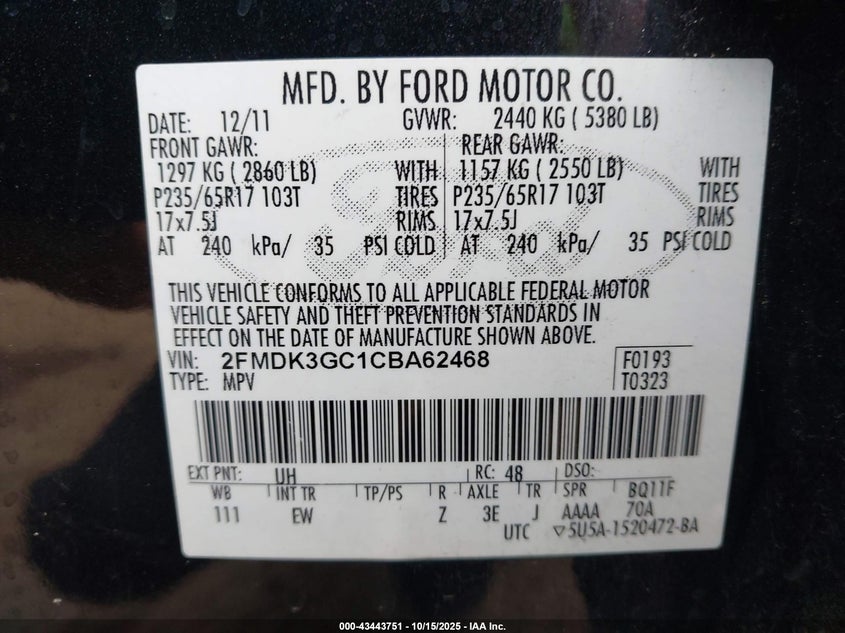 MFD. BY FORD MOTOR CO.
DATE: 12/11 GVWR: 2440 KG ( 5380 LB)
FRONT GAWR: REAR GAWR:
1297 KG ( 2860 LB) WITH 1157 KG ( 2550 LB) WITH
P235/65R17 103T TIRES P235/65R17 103T TIRES
17x7.5J RIMS 17x7.5J RIMS
AT 240 kPa/ 35 PSI COLD AT 240 kPa/ 35 PSI COLD
THIS VEHICLE CONFORMS TO ALL APPLICABLE FEDERAL MOTOR
VEHICLE SAFETY AND THEFT PREVENTION STANDARDS IN
EFFECT ON THE DATE OF MANUFACTURE SHOWN ABOVE.
VIN: 2FMDK3GC1CBA62468 F0193
TYPE: MPV T0323
EXT PNT: UH RC: 48 DSO:
WB INT TR TP/PS R AXLE TR SPR BQ11F
111 EW Z 3E J AAAA 70A
UTC ▽5U5A-1520472-BA
000-43443751 - 10/15/2025 - IAA Inc.